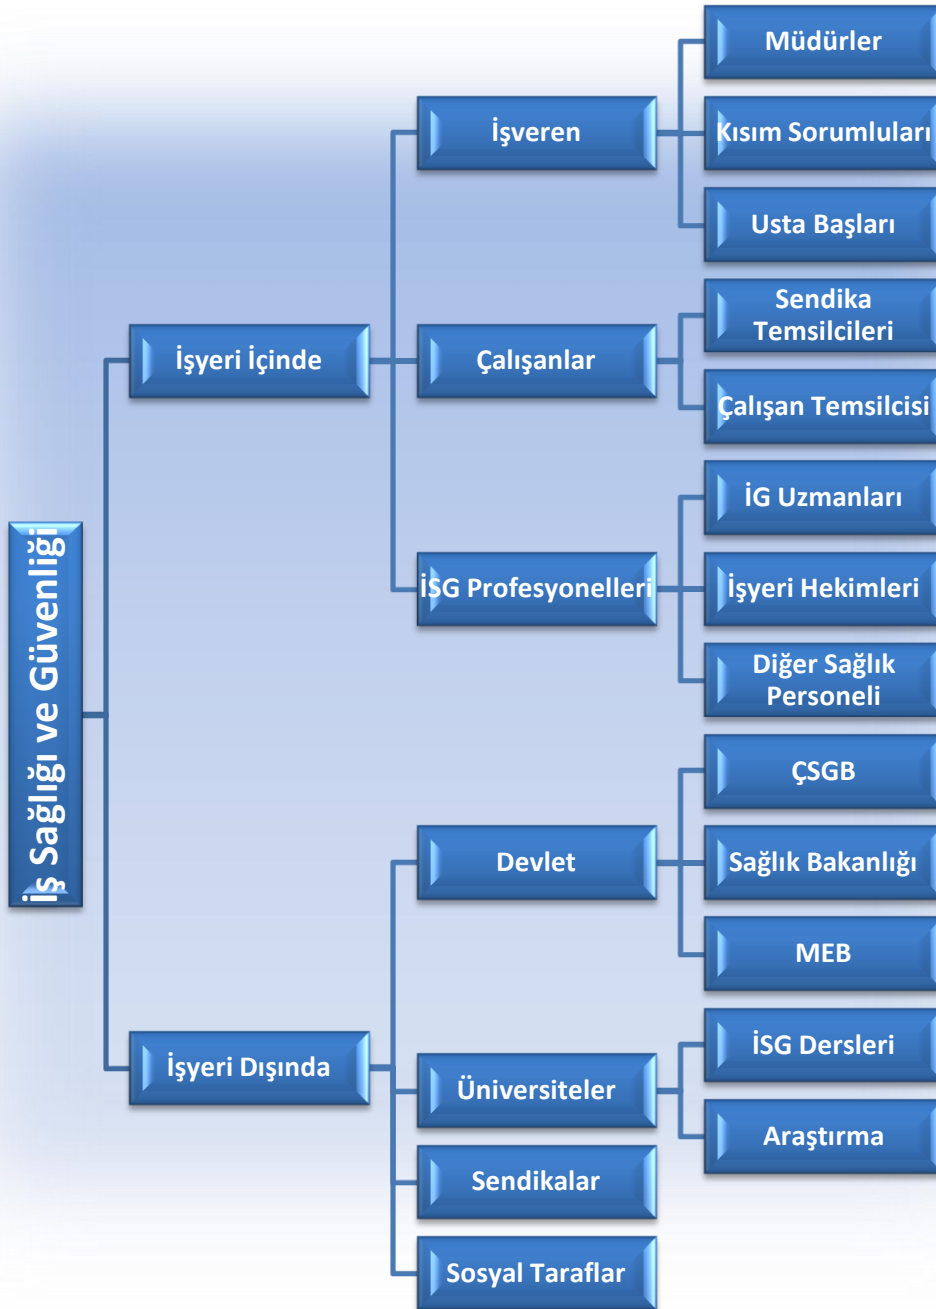 İş Sağlığı ve Güvenliği
İşyeri İçinde
İşveren
Müdürler
Kısım Sorumluları
Usta Başları
Çalışanlar
Sendika
Temsilcileri
Çalışan Temsilcisi
İSG Profesyonelleri
İG Uzmanları
İşyeri Hekimleri
Diğer Sağlık
Personeli
İşyeri Dışında
Devlet
ÇSGB
Sağlık Bakanlığı
MEB
Üniversiteler
İSG Dersleri
Araştırma
Sendikalar
Sosyal Taraflar